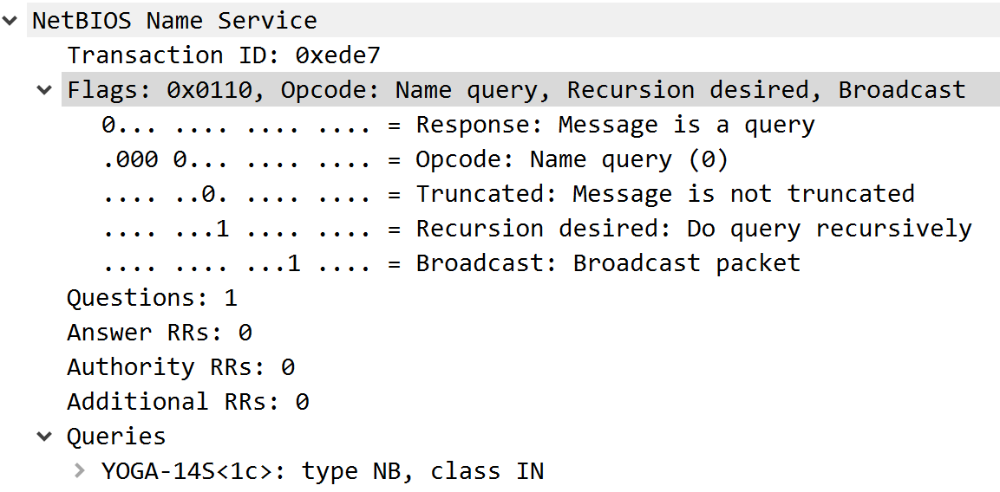 NetBIOS Name Service
Transaction ID: 0xede7
Flags: 0x0110, Opcode: Name query, Recursion desired, Broadcast
0... .... .... .... = Response: Message is a query
.000 0... .... .... = Opcode: Name query (0)
.... ..0. .... .... = Truncated: Message is not truncated
.... ...1 .... .... = Recursion desired: Do query recursively
.... .... ...1 .... = Broadcast: Broadcast packet
Questions: 1
Answer RRs: 0
Authority RRs: 0
Additional RRs: 0
Queries
YOGA-14S<1c>: type NB, class IN